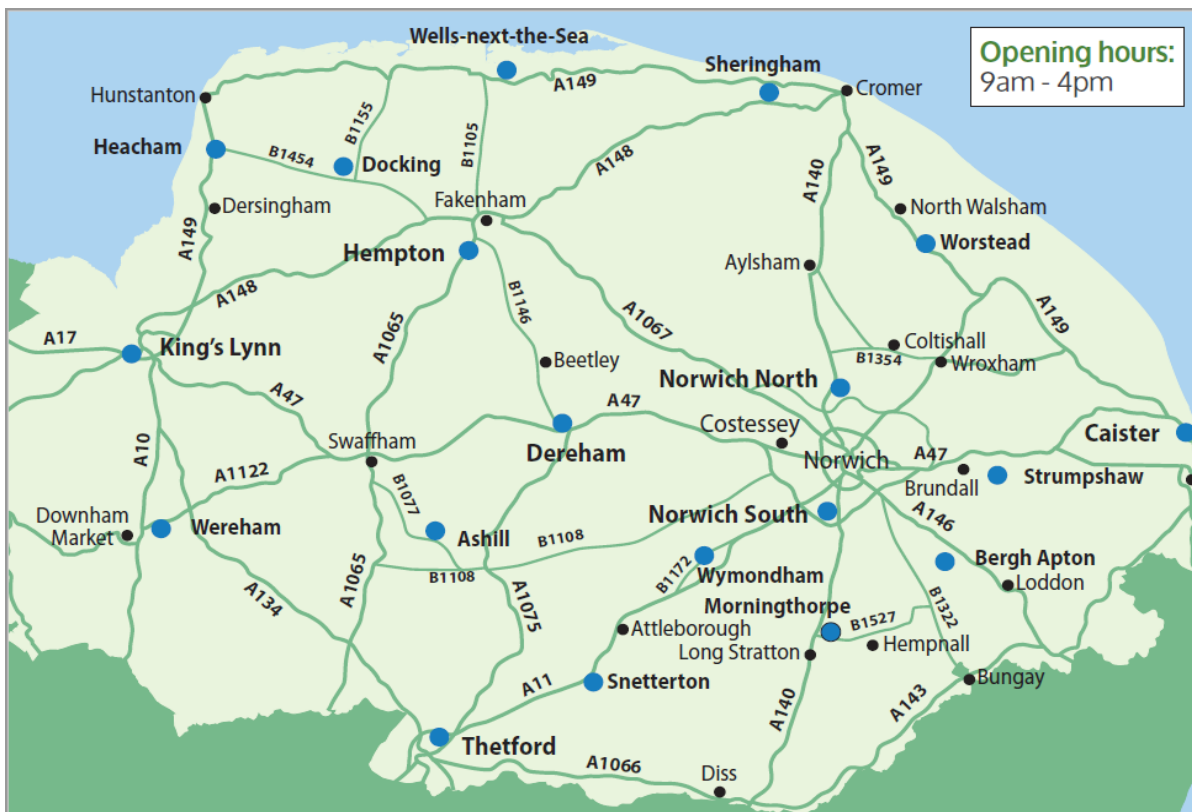 Wells-next-the-Sea
Opening hours:
9am - 4pm
Sheringham
A149
Cromer
Hunstanton
B1155
B1105
Heacham
B1454
Docking
A148
A140
A149
Dersingham
Fakenham
North Walsham
A149
Hempton
Worstead
Aylsham
A148
B1146
A1067
A17
A1065
A149
King's Lynn
Coltishall
B1354
Wroxham
Beetley
Norwich North
A47
A47
Costessey
Caister
A10
Swaffham
Dereham
Norwich
A47
A1122
Brundall
Strumpshaw
B1077
Downham
Market
Wereham
Norwich South
A146
Ashill
B1108
Bergh Apton
B1108
B1172
Wymondham
Loddon
A1065
A134
A1075
Morningthorpe
B1322
B1527
Attleborough
Hempnall
Long Stratton
A11
Snetterton
Bungay
A140
A143
Thetford
A1066
Diss